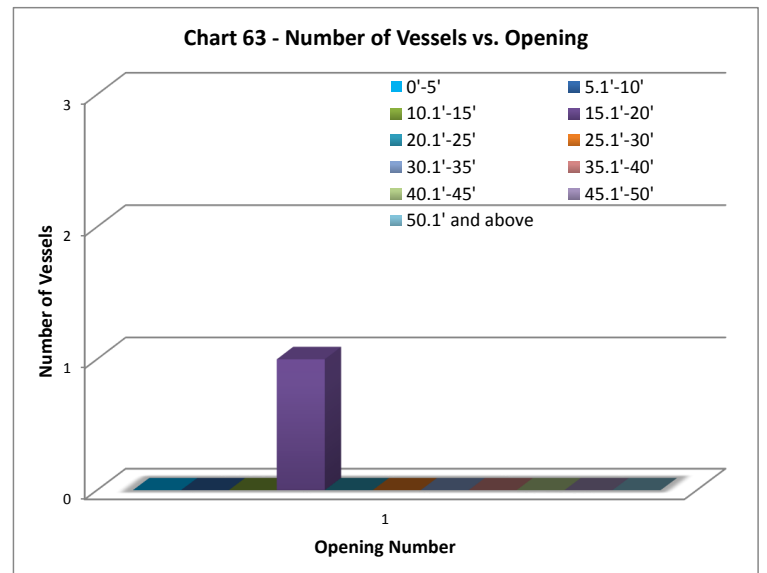 Chart 63 - Number of Vessels vs. Opening
0'-5' 5.1'-10'
10.1'-15' 15.1'-20'
20.1'-25' 25.1'-30'
30.1'-35' 35.1'-40'
40.1'-45' 45.1'-50'
50.1' and above
3
2
1
0
Number of Vessels
1
Opening Number